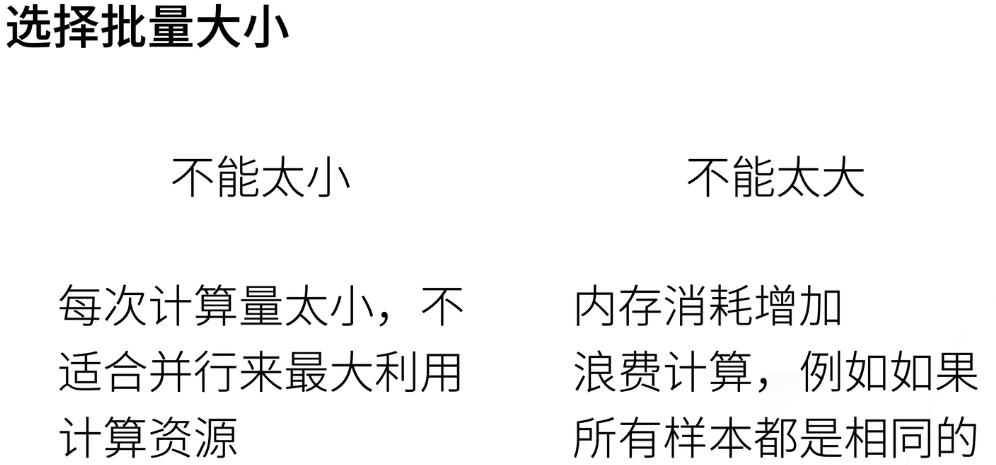 选择批量大小
不能太小
不能太大
每次计算量太小，不
适合并行来最大利用
计算资源
内存消耗增加
浪费计算，例如如果
所有样本都是相同的